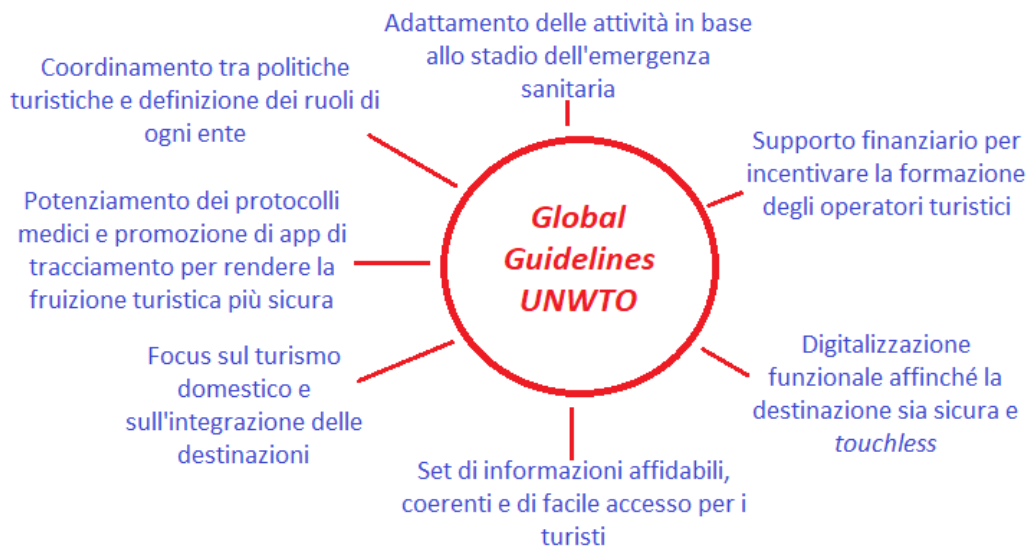 Adattamento delle attività in base
allo stadio dell'emergenza
sanitaria
Coordinamento tra politiche
turistiche e definizione dei ruoli di
ogni ente
Supporto finanziario per
incentivare la formazione
degli operatori turistici
Potenziamento dei protocolli
medici e promozione di app di
tracciamento per rendere la
fruizione turistica più sicura
Global
Guidelines
UNWTO
Focus sul turismo
domestico e
sull'integrazione delle
destinazioni
Digitalizzazione
funzionale affinché la
destinazione sia sicura e
touchless
Set di informazioni affidabili,
coerenti e di facile accesso per i
turisti